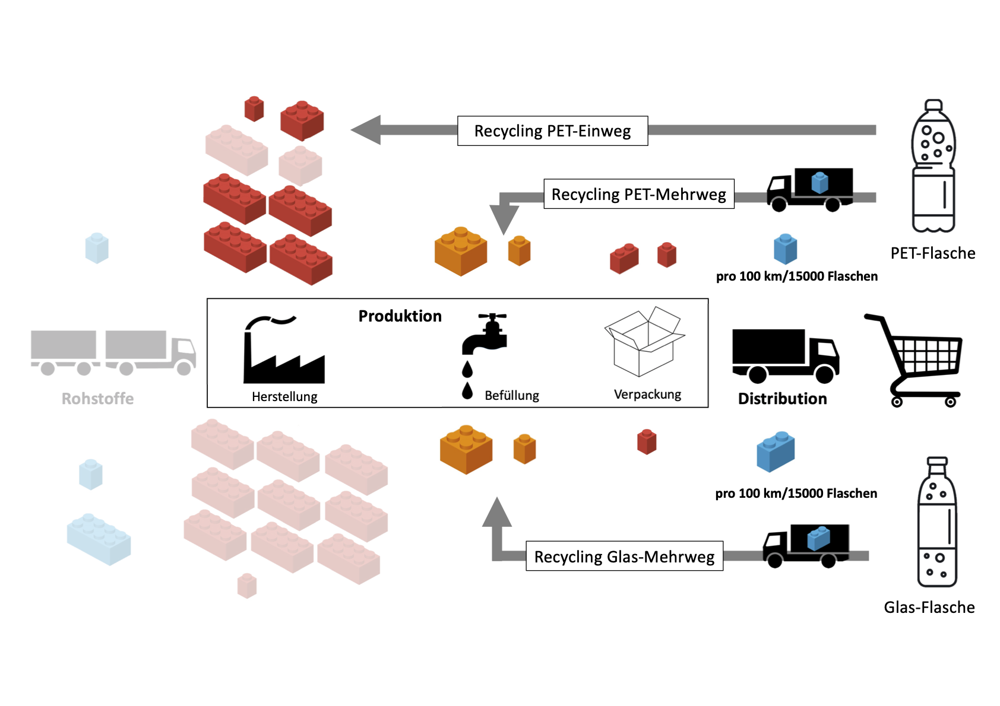 Recycling PET-Einweg
Recycling PET-Mehrweg
PET-Flasche
pro 100 km/15000 Flaschen
Produktion
Rohstoffe
Herstellung
Befüllung
Verpackung
Distribution
pro 100 km/15000 Flaschen
Recycling Glas-Mehrweg
Glas-Flasche